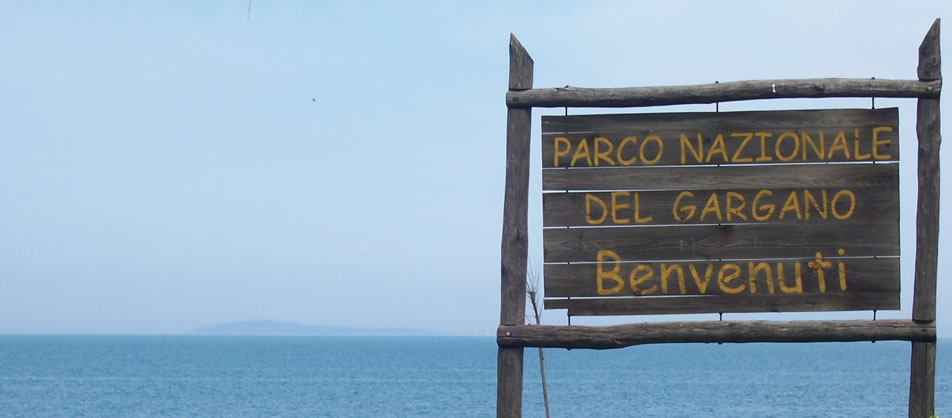 PARCO NAZIONALE
DEL GARGANO
Benvenuti